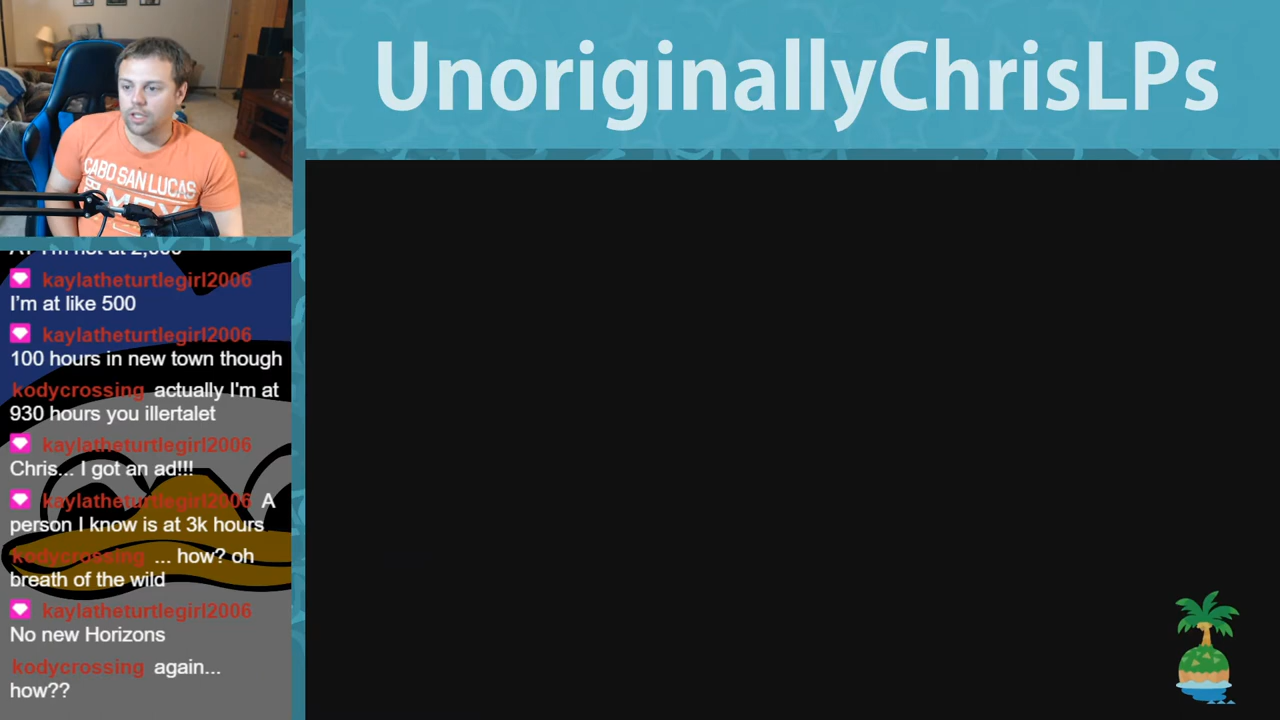 UnoriginallyChrisLPs
CABO SAN LUCAS
kaylatheturtlegirl2006
I'm at like 500
kaylatheturtlegirl2006
100 hours in new town though
kodycrossing actually I'm at
930 hours you illertalet
kaylatheturtlegirl2006
Chris... I got an ad!!!
kaylatheturtlegirl2006 A
person I know is at 3k hours
kodycrossing ... how? oh
breath of the wild
kaylatheturtlegirl2006
No new Horizons
kodycrossing again...
how??